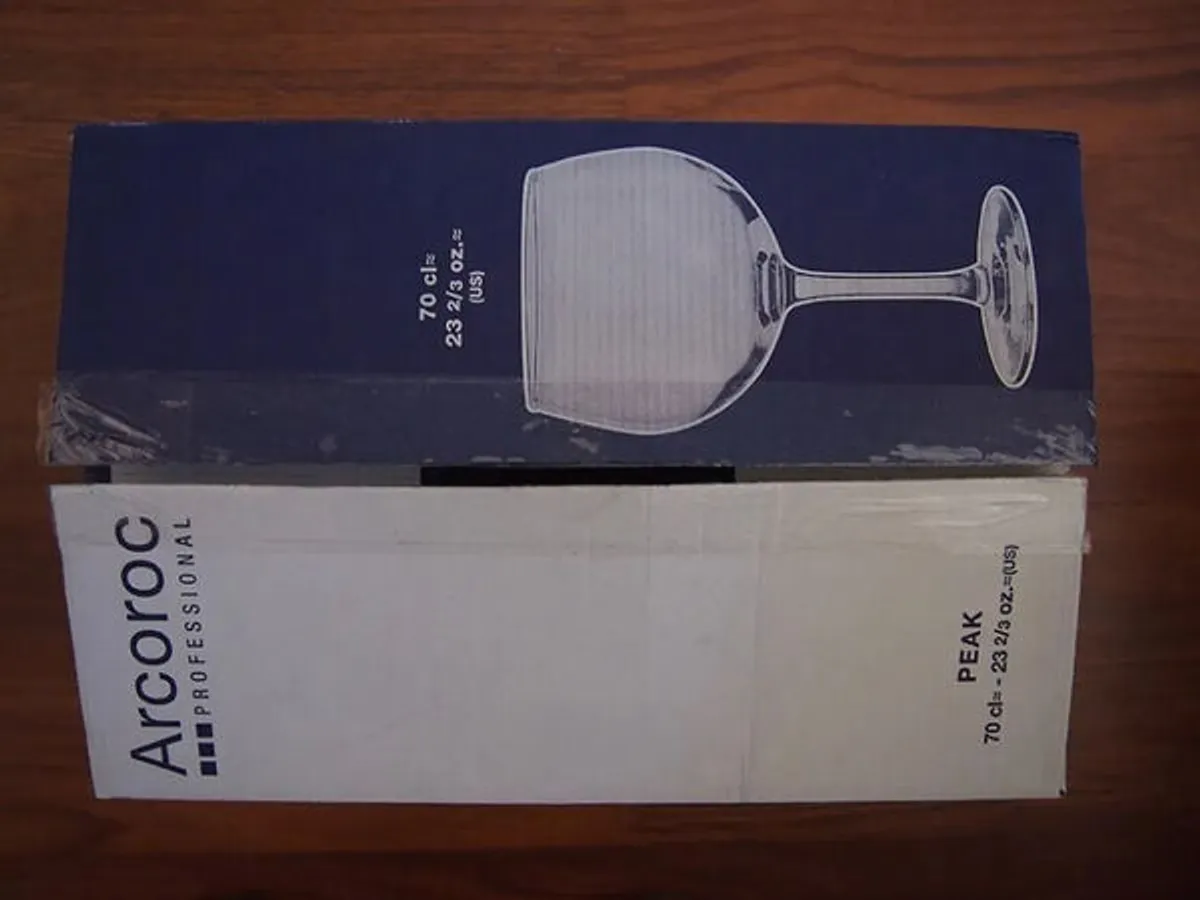 70 cl≈
23 2/3 oz.≈
(US)
Arcoroc
PROFESSIONAL
PEAK
70 cl≈ - 23 2/3 oz.≈(US)